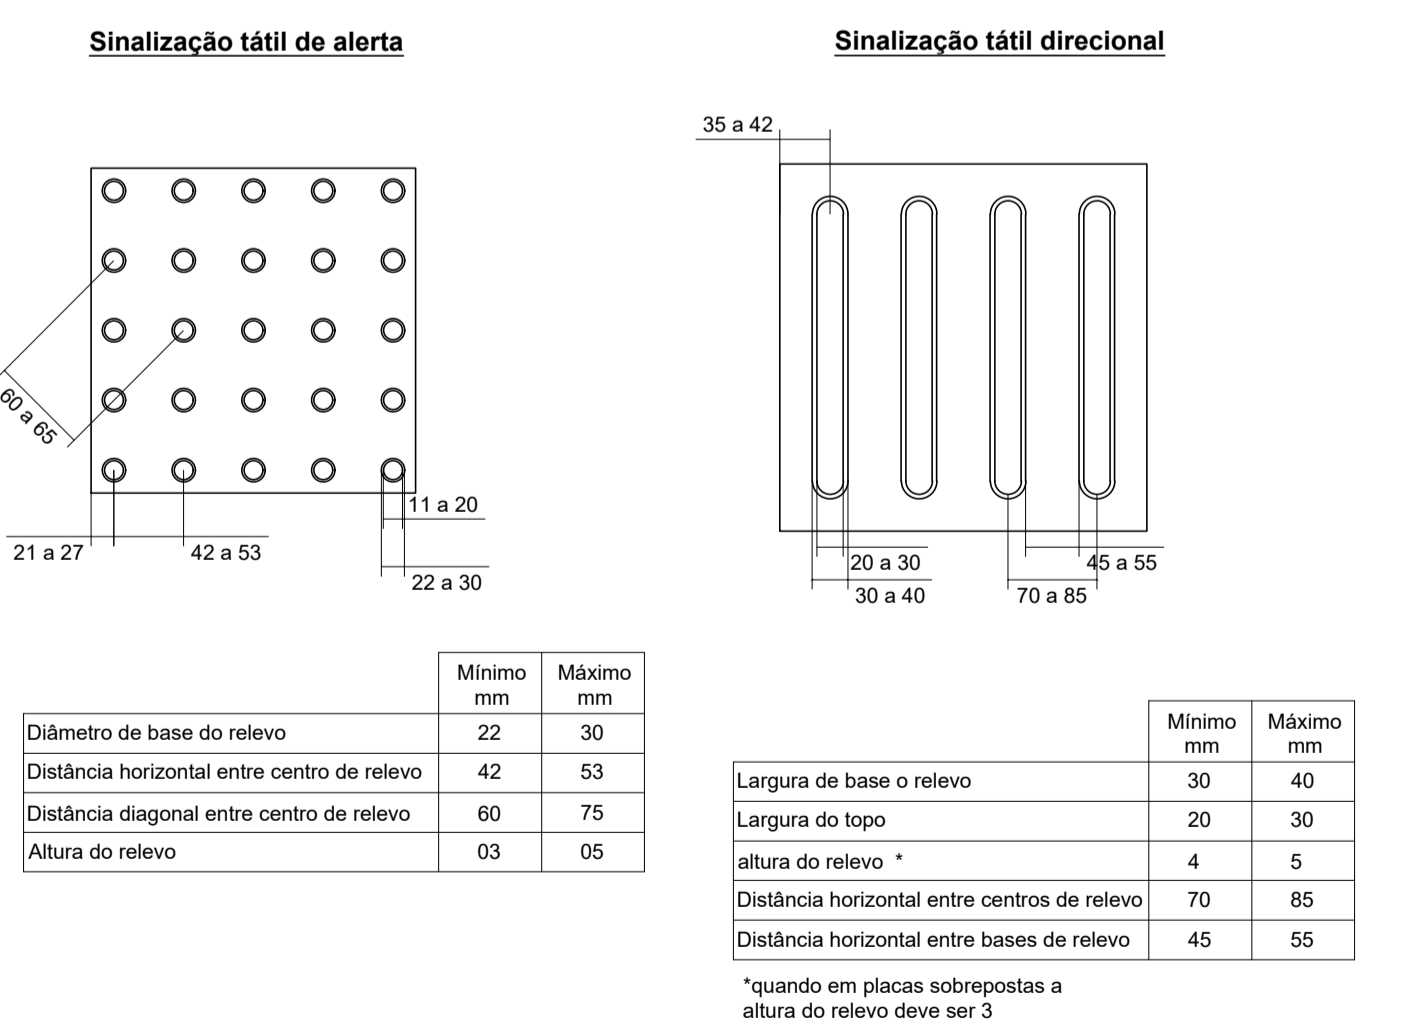 Sinalização tátil de alerta
60 a 65
11 a 20
21 a 27
42 a 53
22 a 30
Mínimo mm Máximo mm
Diâmetro de base do relevo 22 30
Distância horizontal entre centro de relevo 42 53
Distância diagonal entre centro de relevo 60 75
Altura do relevo 03 05
Sinalização tátil direcional
35 a 42
20 a 30
45 a 55
30 a 40
70 a 85
Mínimo mm Máximo mm
Largura de base o relevo 30 40
Largura do topo 20 30
altura do relevo * 4 5
Distância horizontal entre centros de relevo 70 85
Distância horizontal entre bases de relevo 45 55
*quando em placas sobrepostas a
altura do relevo deve ser 3